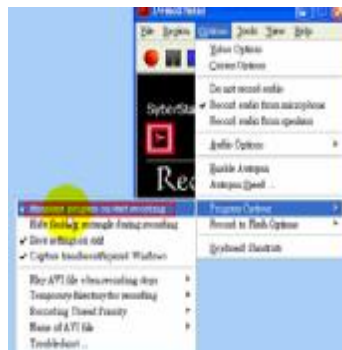 File Region Options Tools View Help
Video Options
Cursor Options
Do not record audio
Record audio from microphone
Record audio from speakers
Audio Options
Enable Autopan
Autopan Speed ...
Program Options
Record to Flash Options
Keyboard Shortcuts
Rec
Minimize program on start recording
Hide flashing rectangle during recording
Save settings on exit
Capture translucent/layered Windows
Play AVI file when recording stops
Temporary directory for recording
Recording Thread Priority
Name of AVI file
Troubleshoot ...